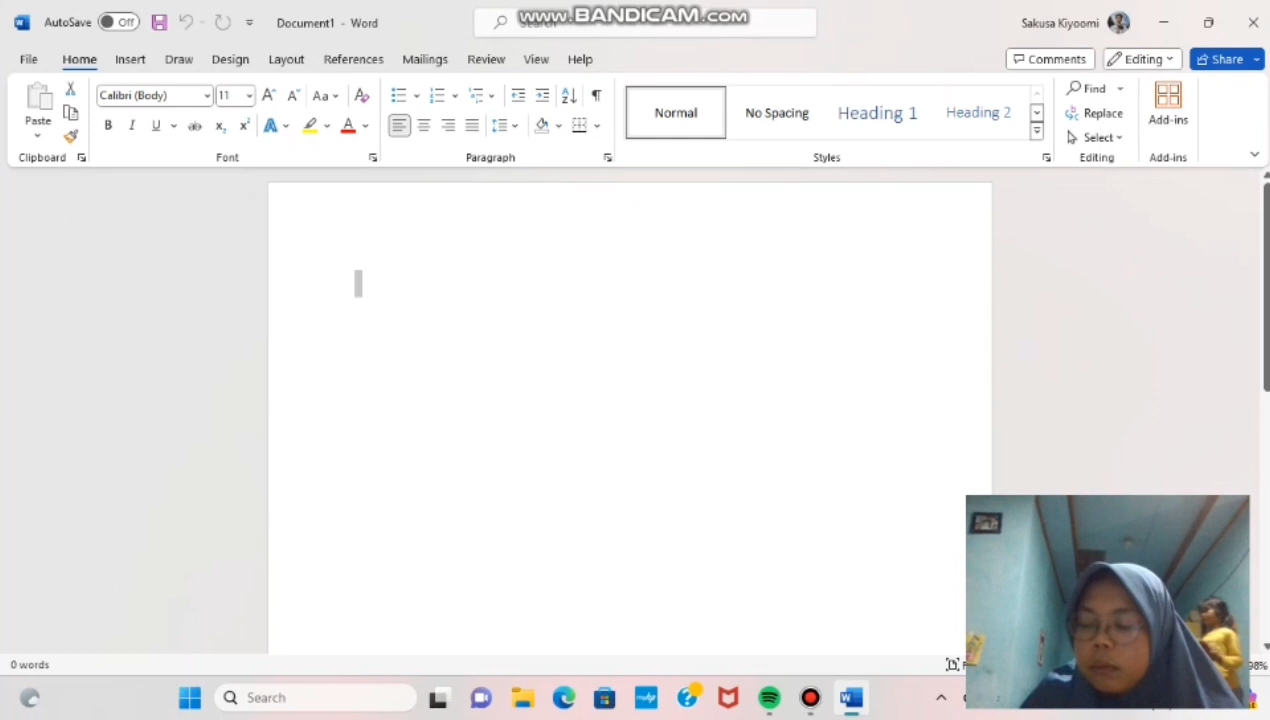 www.BANDICAM.com
AutoSave Off Document1 - Word Sakusa Kiyoomi
File Home Insert Draw Design Layout References Mailings Review View Help Comments Editing Share
Paste Calibri (Body) 11 Aa Normal No Spacing Heading 1 Heading 2 Find Replace Select Add-ins
Clipboard Font Paragraph Styles Editing Add-ins
0 words 98%
Search